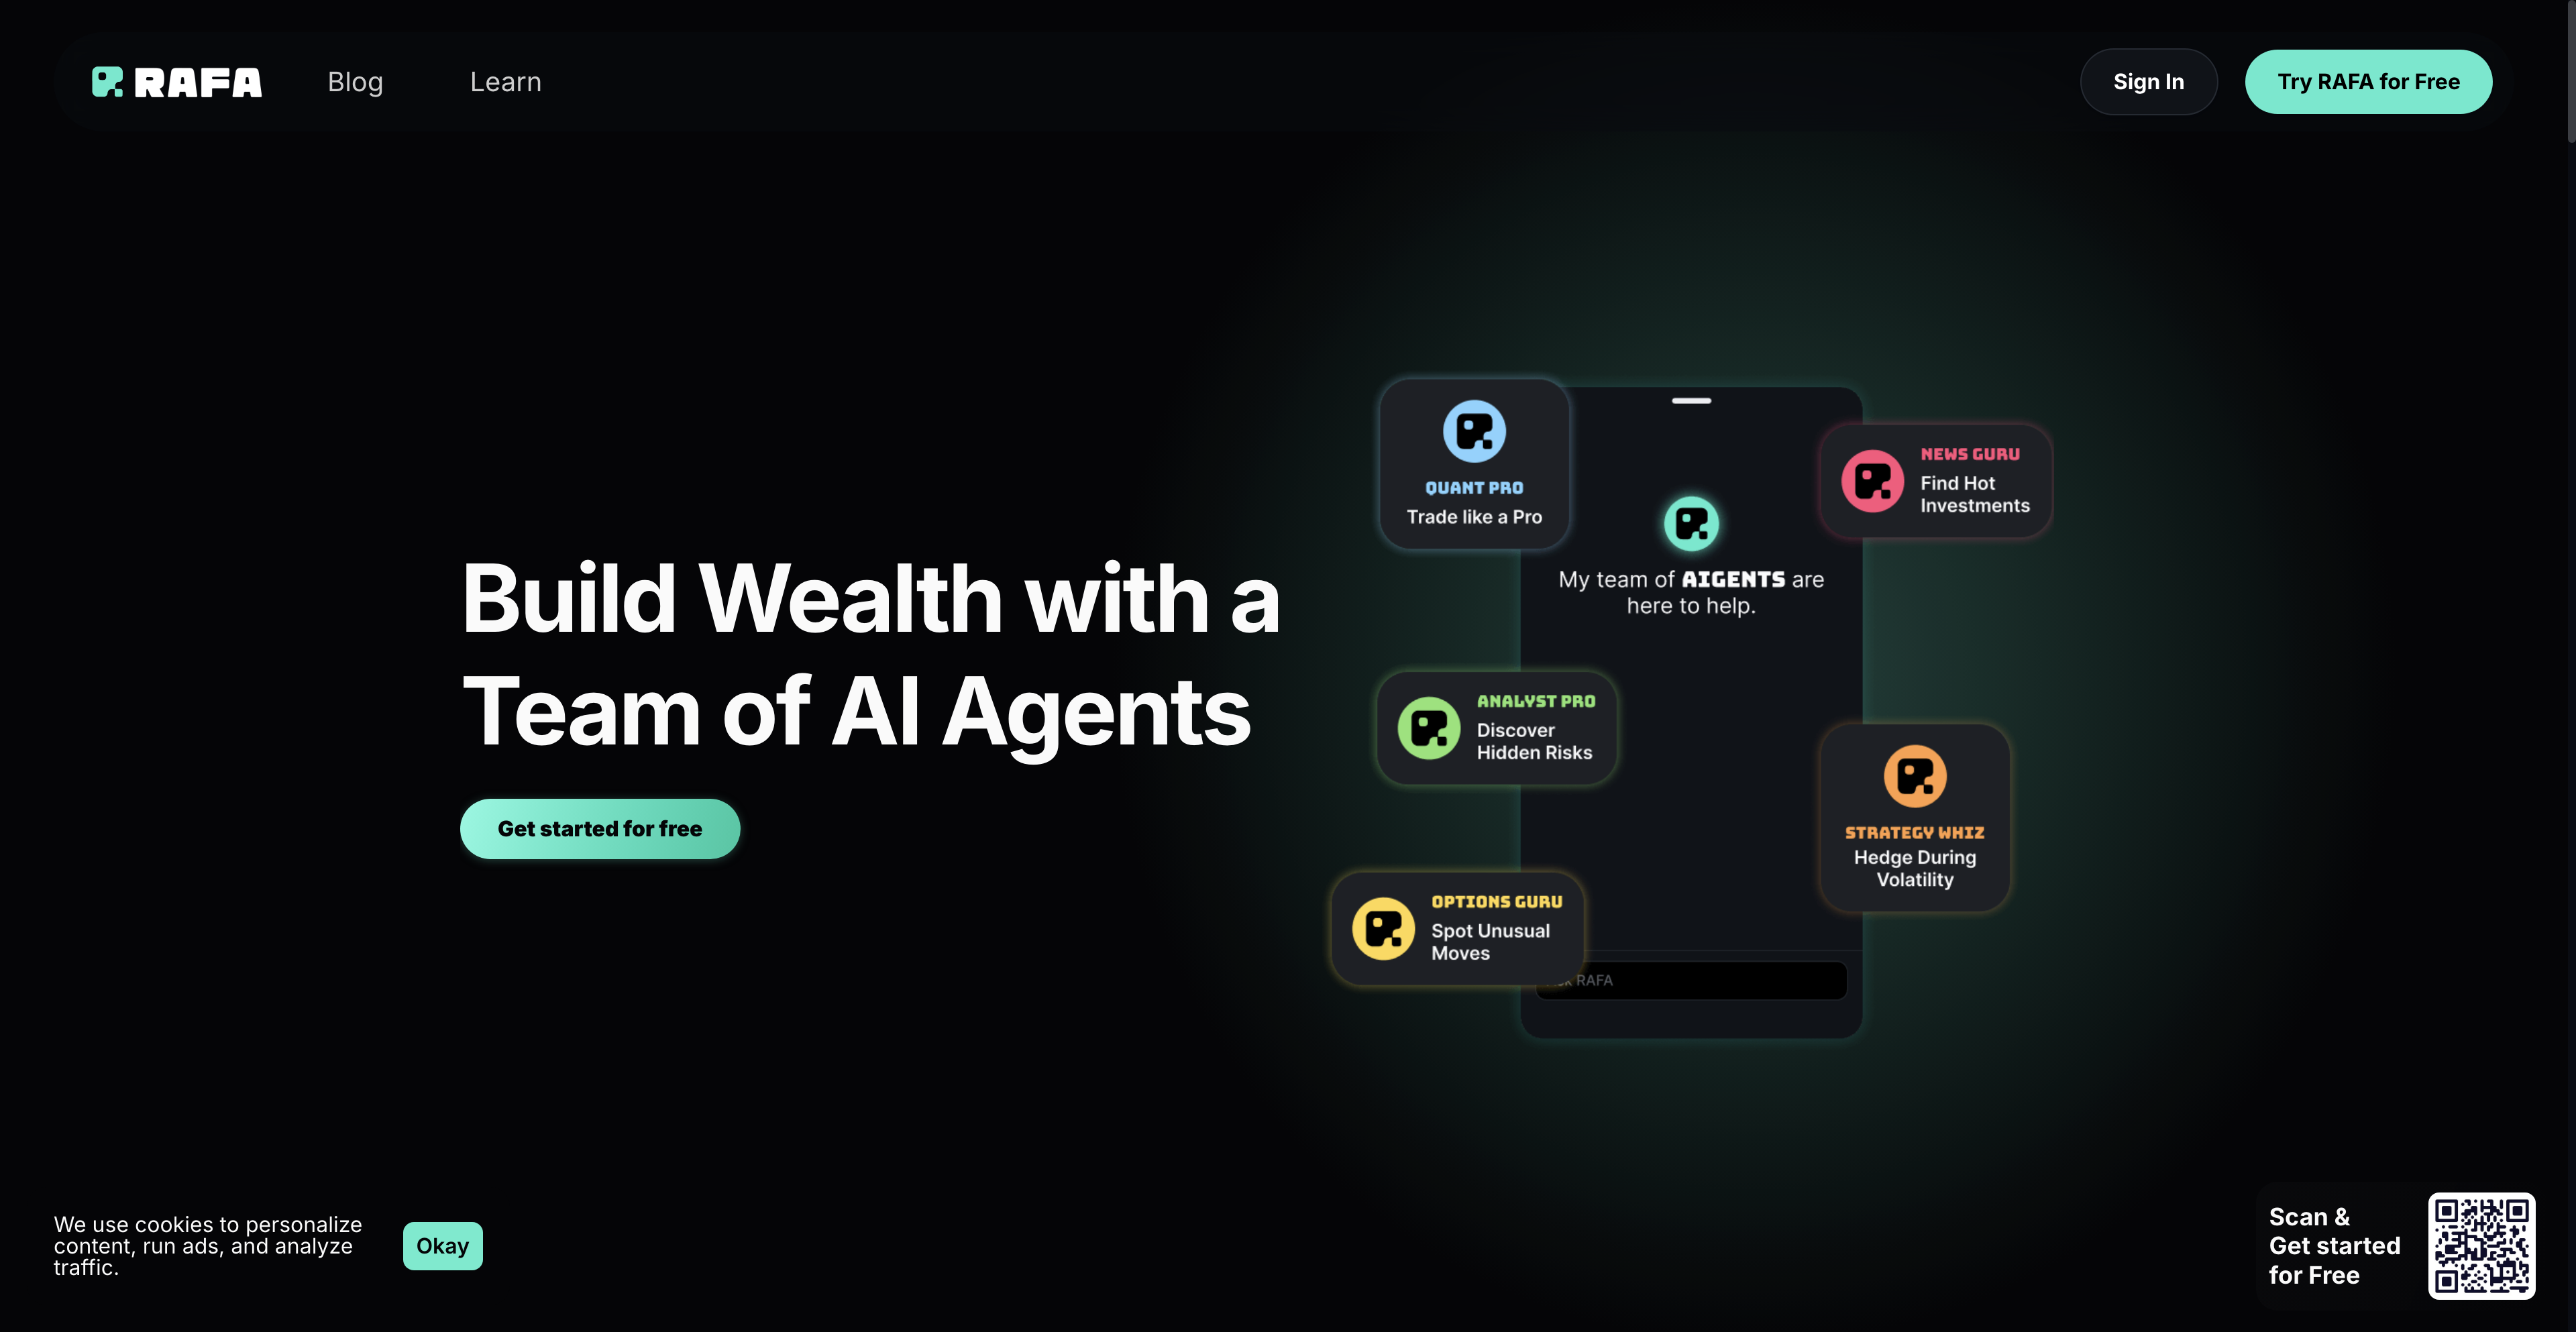 RAFA
Blog
Learn
Sign In
Try RAFA for Free
Build Wealth with a
Team of AI Agents
Get started for free
QUANT PRO
Trade like a Pro
NEWS GURU
Find Hot
Investments
My team of AIGENTS are
here to help.
ANALYST PRO
Discover
Hidden Risks
STRATEGY WHIZ
Hedge During
Volatility
OPTIONS GURU
Spot Unusual
Moves
RAFA
We use cookies to personalize
content, run ads, and analyze
traffic.
Okay
Scan &
Get started
for Free